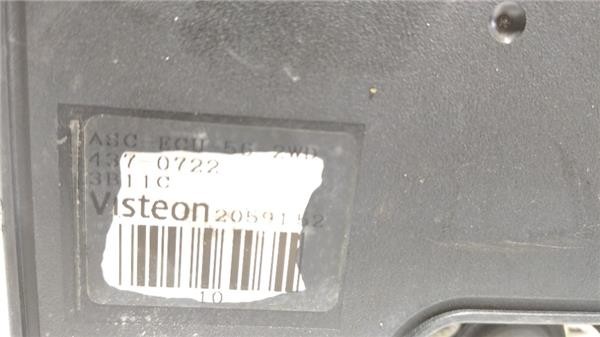 ASC ECU 5G 2WD
437-0722
3B11C
Visteon 2059152
10